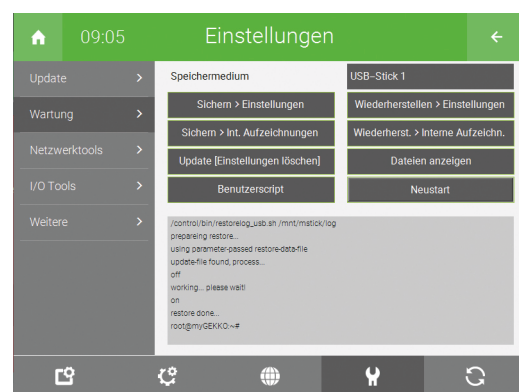 09:05
Einstellungen
Update
Wartung
Netzwerktools
I/O Tools
Weitere
Speichermedium
USB-Stick 1
Sichern > Einstellungen
Wiederherstellen > Einstellungen
Sichern > Int. Aufzeichnungen
Wiederherst. > Interne Aufzeichn.
Update [Einstellungen löschen]
Dateien anzeigen
Benutzerscript
Neustart
/control/bin/restorelog_usb.sh /mnt/mstick/log
prepareing restore...
using parameter-passed restore-data-file
update-file found, process...
off
working... please wait!
on
restore done...
root@myGEKKO:~#